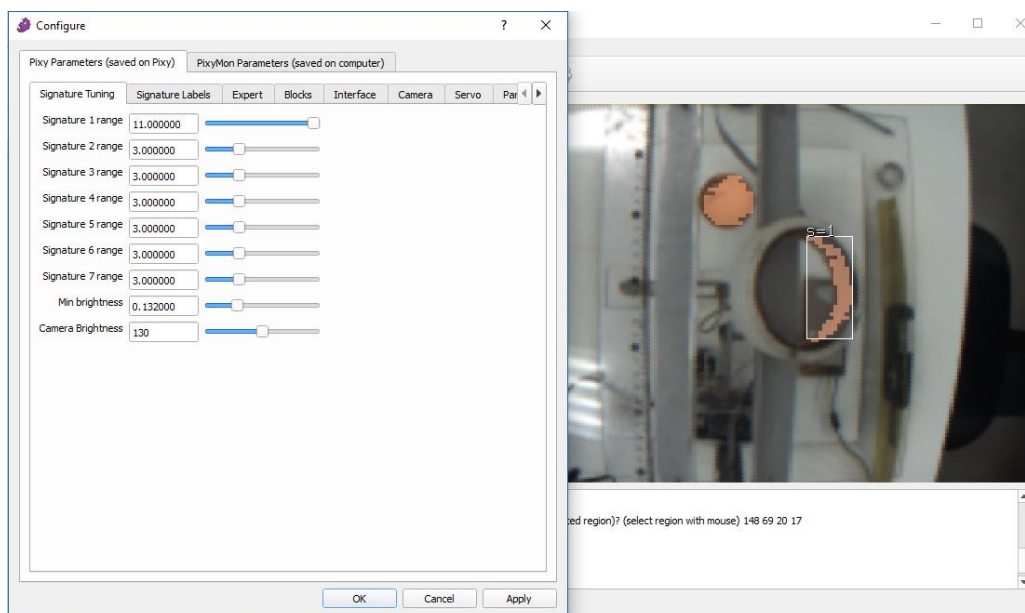 Configure
?
Pixy Parameters (saved on Pixy)
PixyMon Parameters (saved on computer)
Signature Tuning
Signature Labels
Expert
Blocks
Interface
Camera
Servo
Par
Signature 1 range 11.000000
Signature 2 range 3.000000
Signature 3 range 3.000000
Signature 4 range 3.000000
Signature 5 range 3.000000
Signature 6 range 3.000000
Signature 7 range 3.000000
Min brightness 0.132000
Camera Brightness 130
s=1
ted region)? (select region with mouse) 148 69 20 17
OK
Cancel
Apply